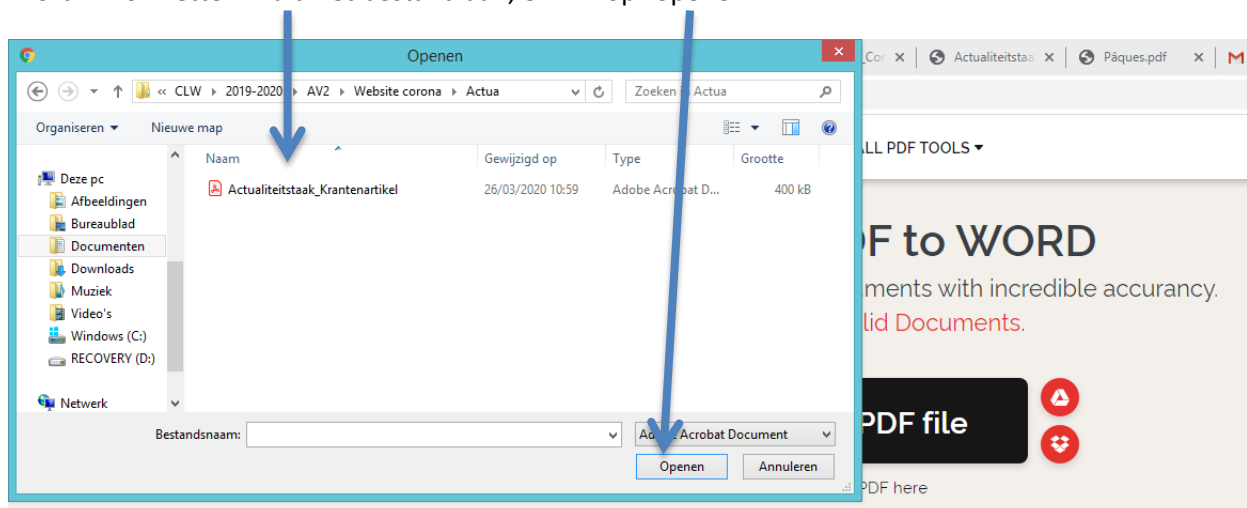 Openen
Actualiteitstaa
Pâques.pdf
« CLW ▸ 2019-2020 ▸ AV2 ▸ Website corona ▸ Actua
Zoeken in Actua
Organiseren
Nieuwe map
ALL PDF TOOLS
Naam
Gewijzigd op
Type
Grootte
Deze pc
Actualiteitstaak_Krantenartikel
26/03/2020 10:59
Adobe Acrobat D...
400 kB
Afbeeldingen
Bureaublad
Documenten
Downloads
Muziek
Video's
Windows (C:)
RECOVERY (D:)
Netwerk
to WORD
ments with incredible accurancy.
lid Documents.
PDF file
PDF here
Bestandsnaam:
Adobe Acrobat Document
Openen
Annuleren